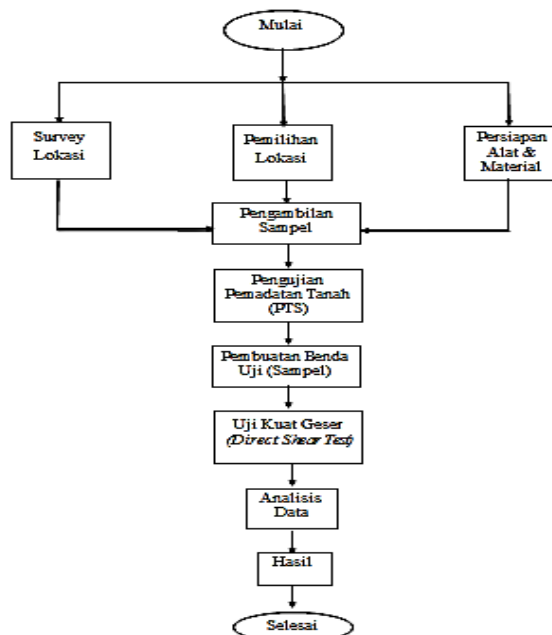 Mulai
Survey
Lokasi
Pemilihan
Lokasi
Persiapan
Alat &
Material
Pengambilan
Sampel
Pengujian
Pemadatan Tanah
(PTS)
Pembuatan Benda
Uji (Sampel)
Uji Kuat Geser
(Direct Shear Test)
Analisis
Data
Hasil
Selesai